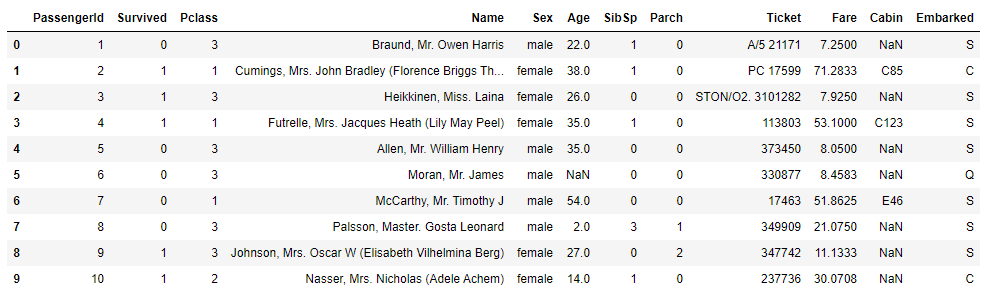 PassengerId Survived Pclass Name Sex Age SibSp Parch Ticket Fare Cabin Embarked
0 1 0 3 Braund, Mr. Owen Harris male 22.0 1 0 A/5 21171 7.2500 NaN S
1 2 1 1 Cumings, Mrs. John Bradley (Florence Briggs Th... female 38.0 1 0 PC 17599 71.2833 C85 C
2 3 1 3 Heikkinen, Miss. Laina female 26.0 0 0 STON/O2. 3101282 7.9250 NaN S
3 4 1 1 Futrelle, Mrs. Jacques Heath (Lily May Peel) female 35.0 1 0 113803 53.1000 C123 S
4 5 0 3 Allen, Mr. William Henry male 35.0 0 0 373450 8.0500 NaN S
5 6 0 3 Moran, Mr. James male NaN 0 0 330877 8.4583 NaN Q
6 7 0 1 McCarthy, Mr. Timothy J male 54.0 0 0 17463 51.8625 E46 S
7 8 0 3 Palsson, Master. Gosta Leonard male 2.0 3 1 349909 21.0750 NaN S
8 9 1 3 Johnson, Mrs. Oscar W (Elisabeth Vilhelmina Berg) female 27.0 0 2 347742 11.1333 NaN S
9 10 1 2 Nasser, Mrs. Nicholas (Adele Achem) female 14.0 1 0 237736 30.0708 NaN C